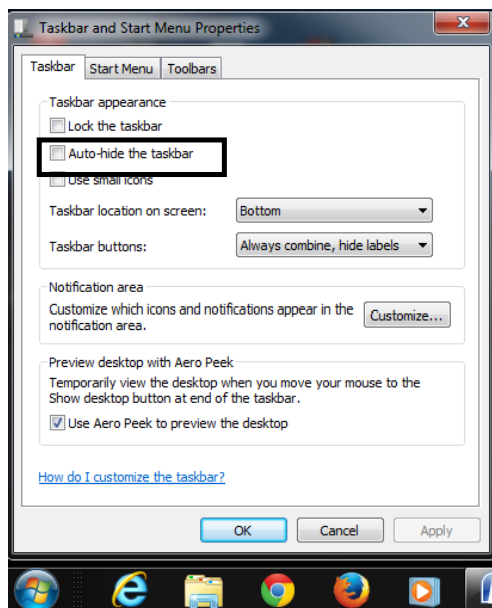 Taskbar and Start Menu Properties
Taskbar
Start Menu
Toolbars
Taskbar appearance
Lock the taskbar
Auto-hide the taskbar
Use small icons
Taskbar location on screen:
Bottom
Taskbar buttons:
Always combine, hide labels
Notification area
Customize which icons and notifications appear in the
notification area.
Customize...
Preview desktop with Aero Peek
Temporarily view the desktop when you move your mouse to the
Show desktop button at end of the taskbar.
Use Aero Peek to preview the desktop
How do I customize the taskbar?
OK
Cancel
Apply